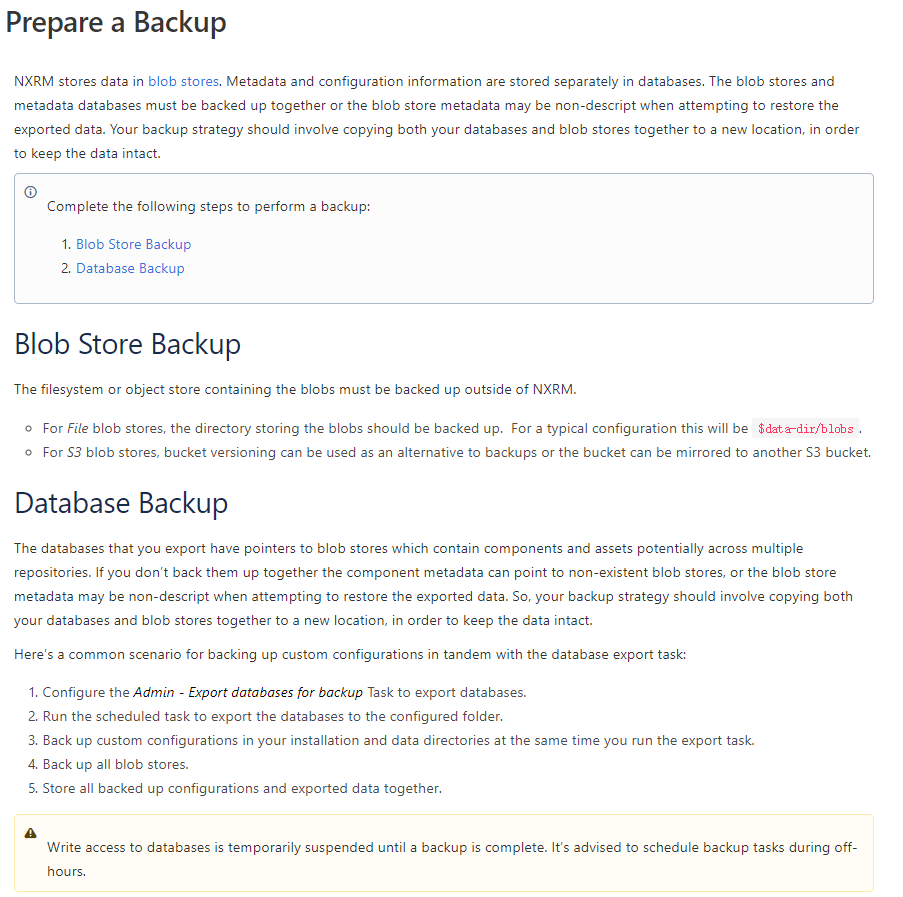 Prepare a Backup
NXRM stores data in blob stores. Metadata and configuration information are stored separately in databases. The blob stores and
metadata databases must be backed up together or the blob store metadata may be non-descript when attempting to restore the
exported data. Your backup strategy should involve copying both your databases and blob stores together to a new location, in order
to keep the data intact.
Complete the following steps to perform a backup:
1. Blob Store Backup
2. Database Backup
Blob Store Backup
The filesystem or object store containing the blobs must be backed up outside of NXRM.
For File blob stores, the directory storing the blobs should be backed up.  For a typical configuration this will be $data-dir/blobs .
For S3 blob stores, bucket versioning can be used as an alternative to backups or the bucket can be mirrored to another S3 bucket.
Database Backup
The databases that you export have pointers to blob stores which contain components and assets potentially across multiple
repositories. If you don't back them up together the component metadata can point to non-existent blob stores, or the blob store
metadata may be non-descript when attempting to restore the exported data. So, your backup strategy should involve copying both
your databases and blob stores together to a new location, in order to keep the data intact.
Here's a common scenario for backing up custom configurations in tandem with the database export task:
1. Configure the Admin - Export databases for backup Task to export databases.
2. Run the scheduled task to export the databases to the configured folder.
3. Back up custom configurations in your installation and data directories at the same time you run the export task.
4. Back up all blob stores.
5. Store all backed up configurations and exported data together.
Write access to databases is temporarily suspended until a backup is complete. It's advised to schedule backup tasks during off-
hours.